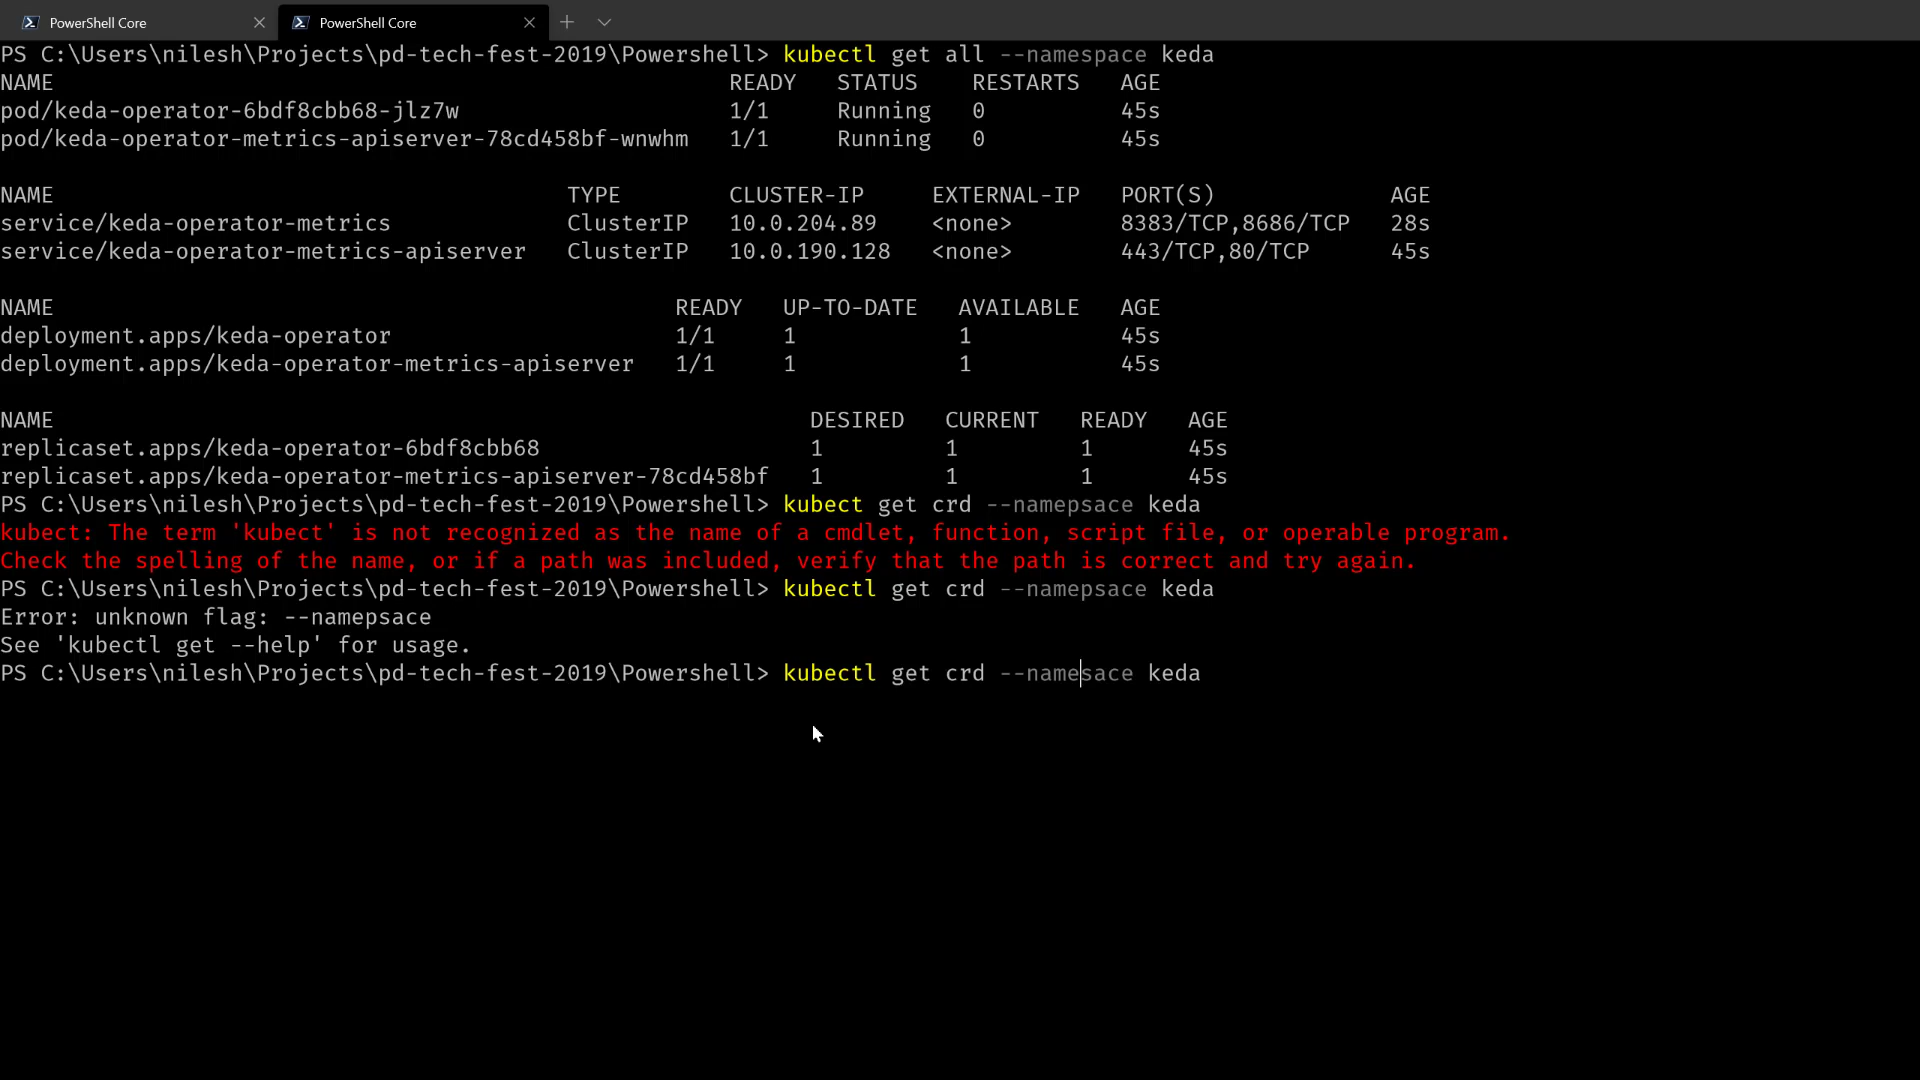 PowerShell Core PowerShell Core
PS C:\Users\nilesh\Projects\pd-tech-fest-2019\Powershell> kubectl get all --namespace keda
NAME READY STATUS RESTARTS AGE
pod/keda-operator-6bdf8cbb68-jlz7w 1/1 Running 0 45s
pod/keda-operator-metrics-apiserver-78cd458bf-wnwhm 1/1 Running 0 45s
NAME TYPE CLUSTER-IP EXTERNAL-IP PORT(S) AGE
service/keda-operator-metrics ClusterIP 10.0.204.89 <none> 8383/TCP,8686/TCP 28s
service/keda-operator-metrics-apiserver ClusterIP 10.0.190.128 <none> 443/TCP,80/TCP 45s
NAME READY UP-TO-DATE AVAILABLE AGE
deployment.apps/keda-operator 1/1 1 1 45s
deployment.apps/keda-operator-metrics-apiserver 1/1 1 1 45s
NAME DESIRED CURRENT READY AGE
replicaset.apps/keda-operator-6bdf8cbb68 1 1 1 45s
replicaset.apps/keda-operator-metrics-apiserver-78cd458bf 1 1 1 45s
PS C:\Users\nilesh\Projects\pd-tech-fest-2019\Powershell> kubect get crd --namepsace keda
kubect: The term 'kubect' is not recognized as the name of a cmdlet, function, script file, or operable program.
Check the spelling of the name, or if a path was included, verify that the path is correct and try again.
PS C:\Users\nilesh\Projects\pd-tech-fest-2019\Powershell> kubectl get crd --namepsace keda
Error: unknown flag: --namepsace
See 'kubectl get --help' for usage.
PS C:\Users\nilesh\Projects\pd-tech-fest-2019\Powershell> kubectl get crd --namesace keda